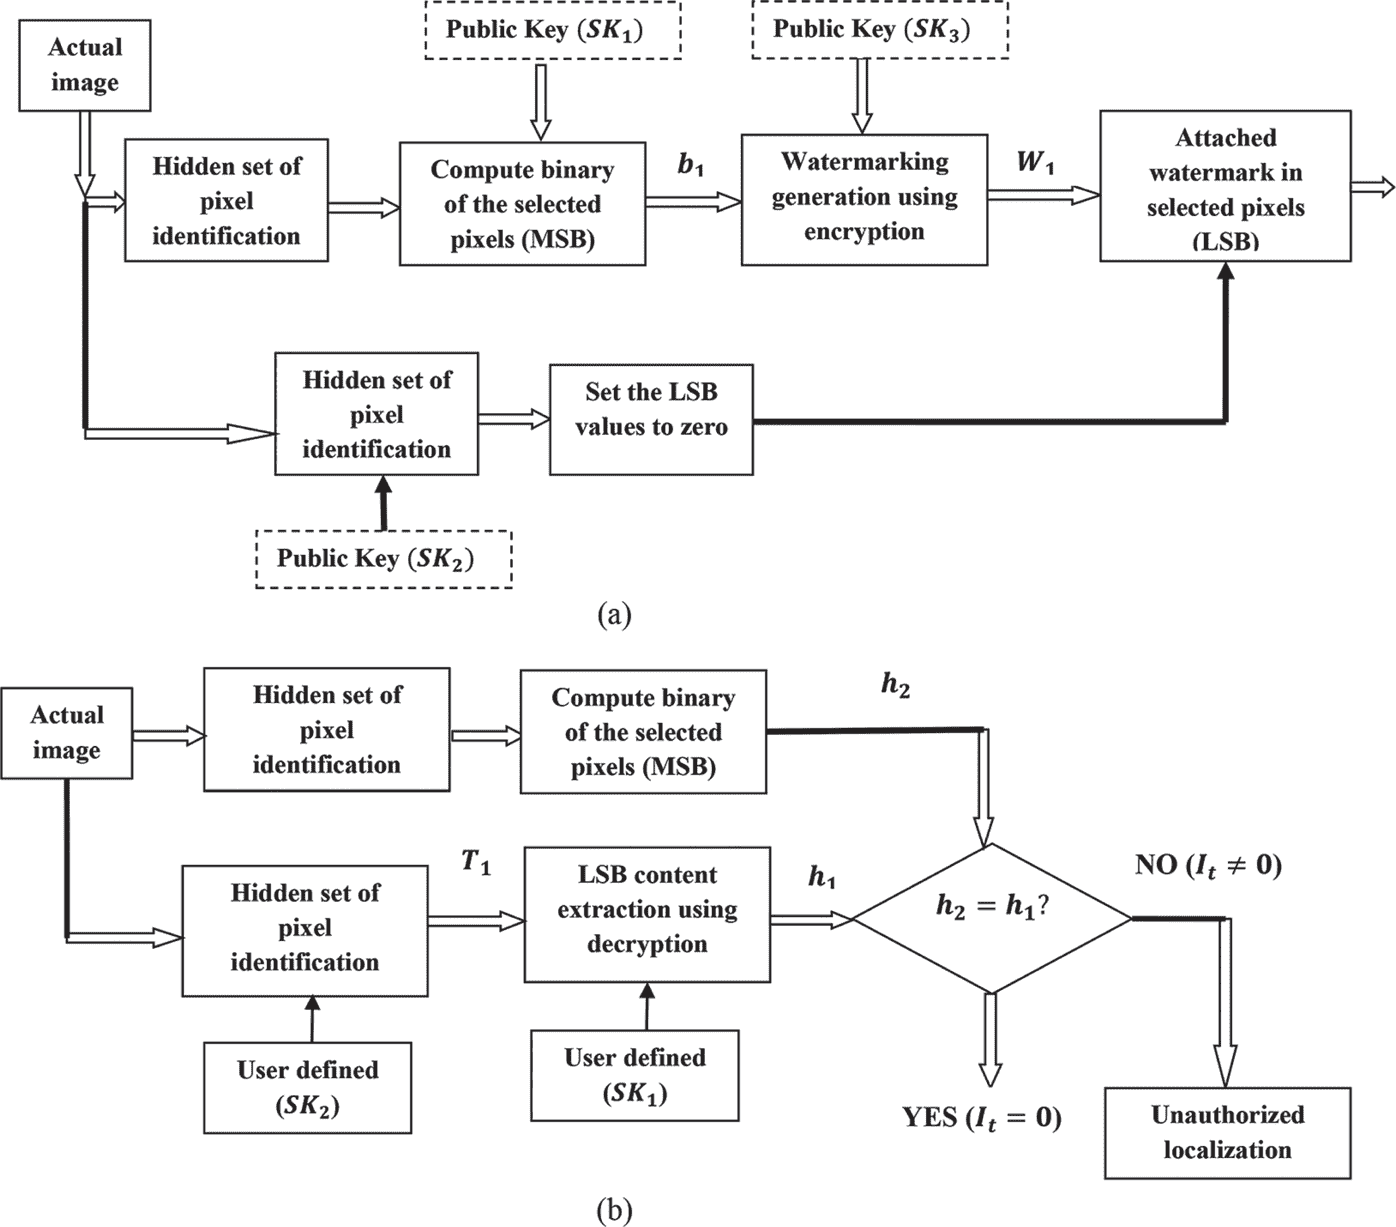 Actual
image
Public Key (SK₁)
Public Key (SK₃)
Hidden set of
pixel
identification
Compute binary
of the selected
pixels (MSB)
b₁
Watermarking
generation using
encryption
W₁
Attached
watermark in
selected pixels
(LSB)
Hidden set of
pixel
identification
Set the LSB
values to zero
Public Key (SK₂)
(a)
Actual
image
Hidden set of
pixel
identification
Compute binary
of the selected
pixels (MSB)
h₂
Hidden set of
pixel
identification
T₁
LSB content
extraction using
decryption
h₁
h₂ = h₁?
NO (Iₜ ≠ 0)
User defined
(SK₂)
User defined
(SK₁)
YES (Iₜ = 0)
Unauthorized
localization
(b)